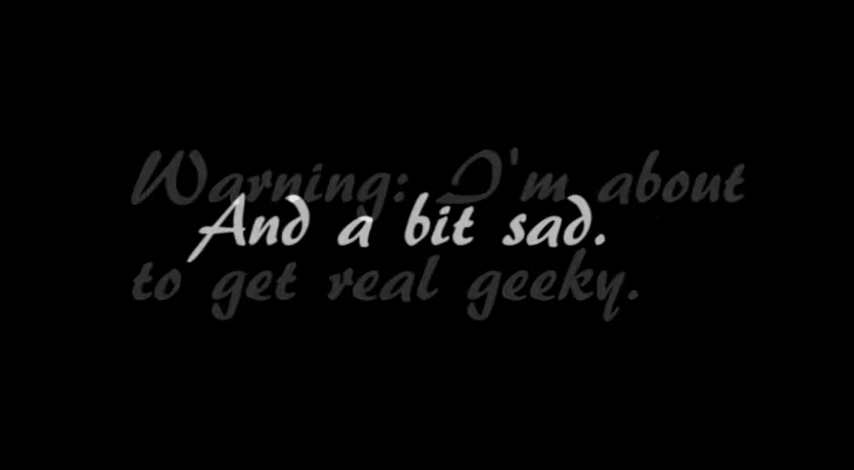 Warning: I'm about
And a bit sad.
to get real geeky.